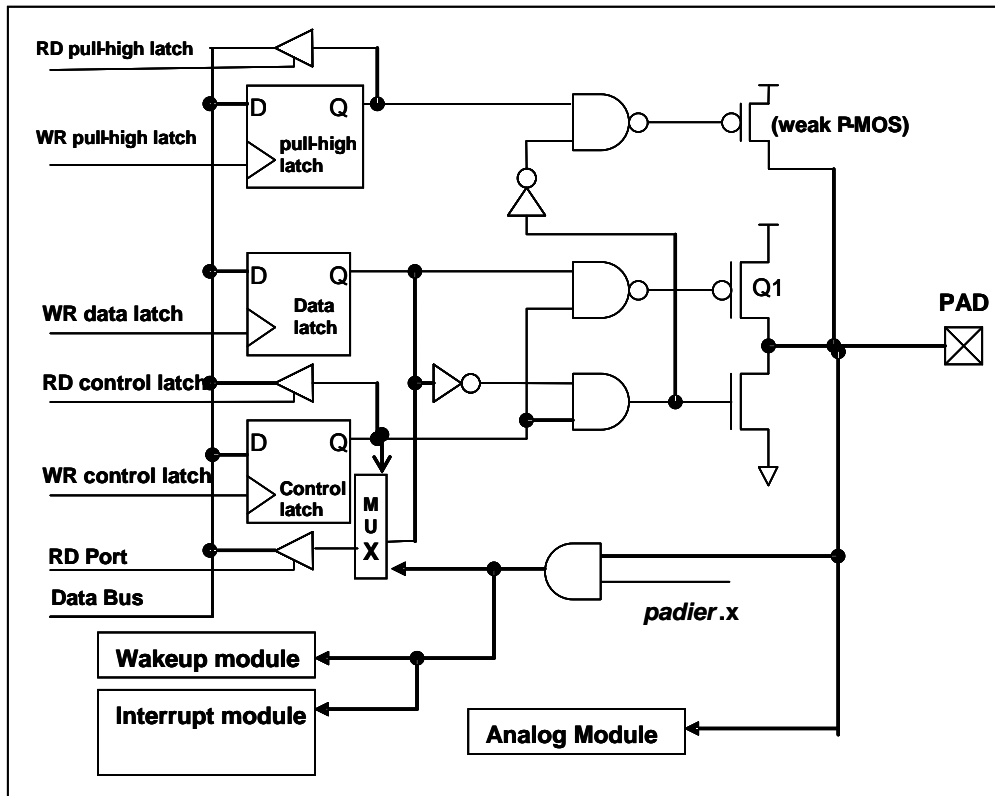 RD pull-high latch
D
Q
WR pull-high latch
pull-high
latch
(weak P-MOS)
D
Q
Data
latch
WR data latch
Q1
PAD
RD control latch
D
Q
WR control latch
Control
latch
M
U
X
RD Port
Data Bus
padier.x
Wakeup module
Interrupt module
Analog Module